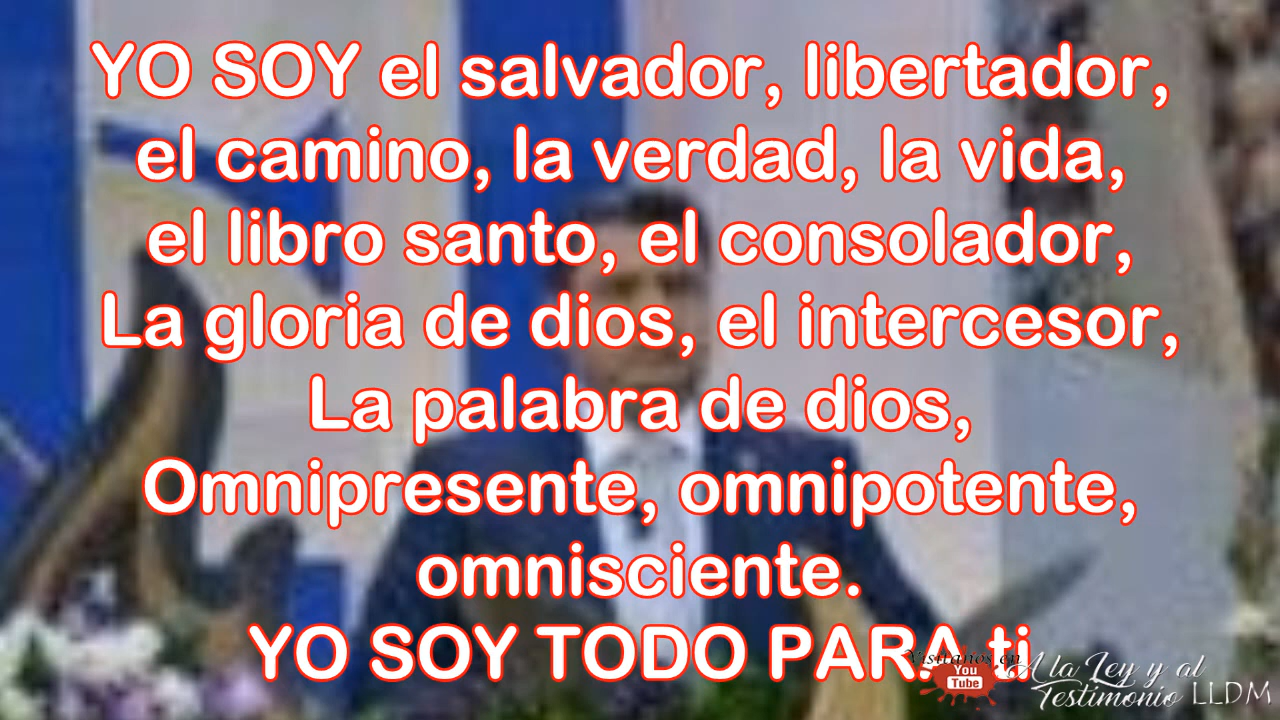 YO SOY el salvador, libertador,
el camino, la verdad, la vida,
el libro santo, el consolador,
La gloria de dios, el intercesor,
La palabra de dios,
Omnipresente, omnipotente,
omnisciente.
YO SOY TODO PARA ti
Visítanos en
You
Tube
A la Ley y al
Testimonio LLDM